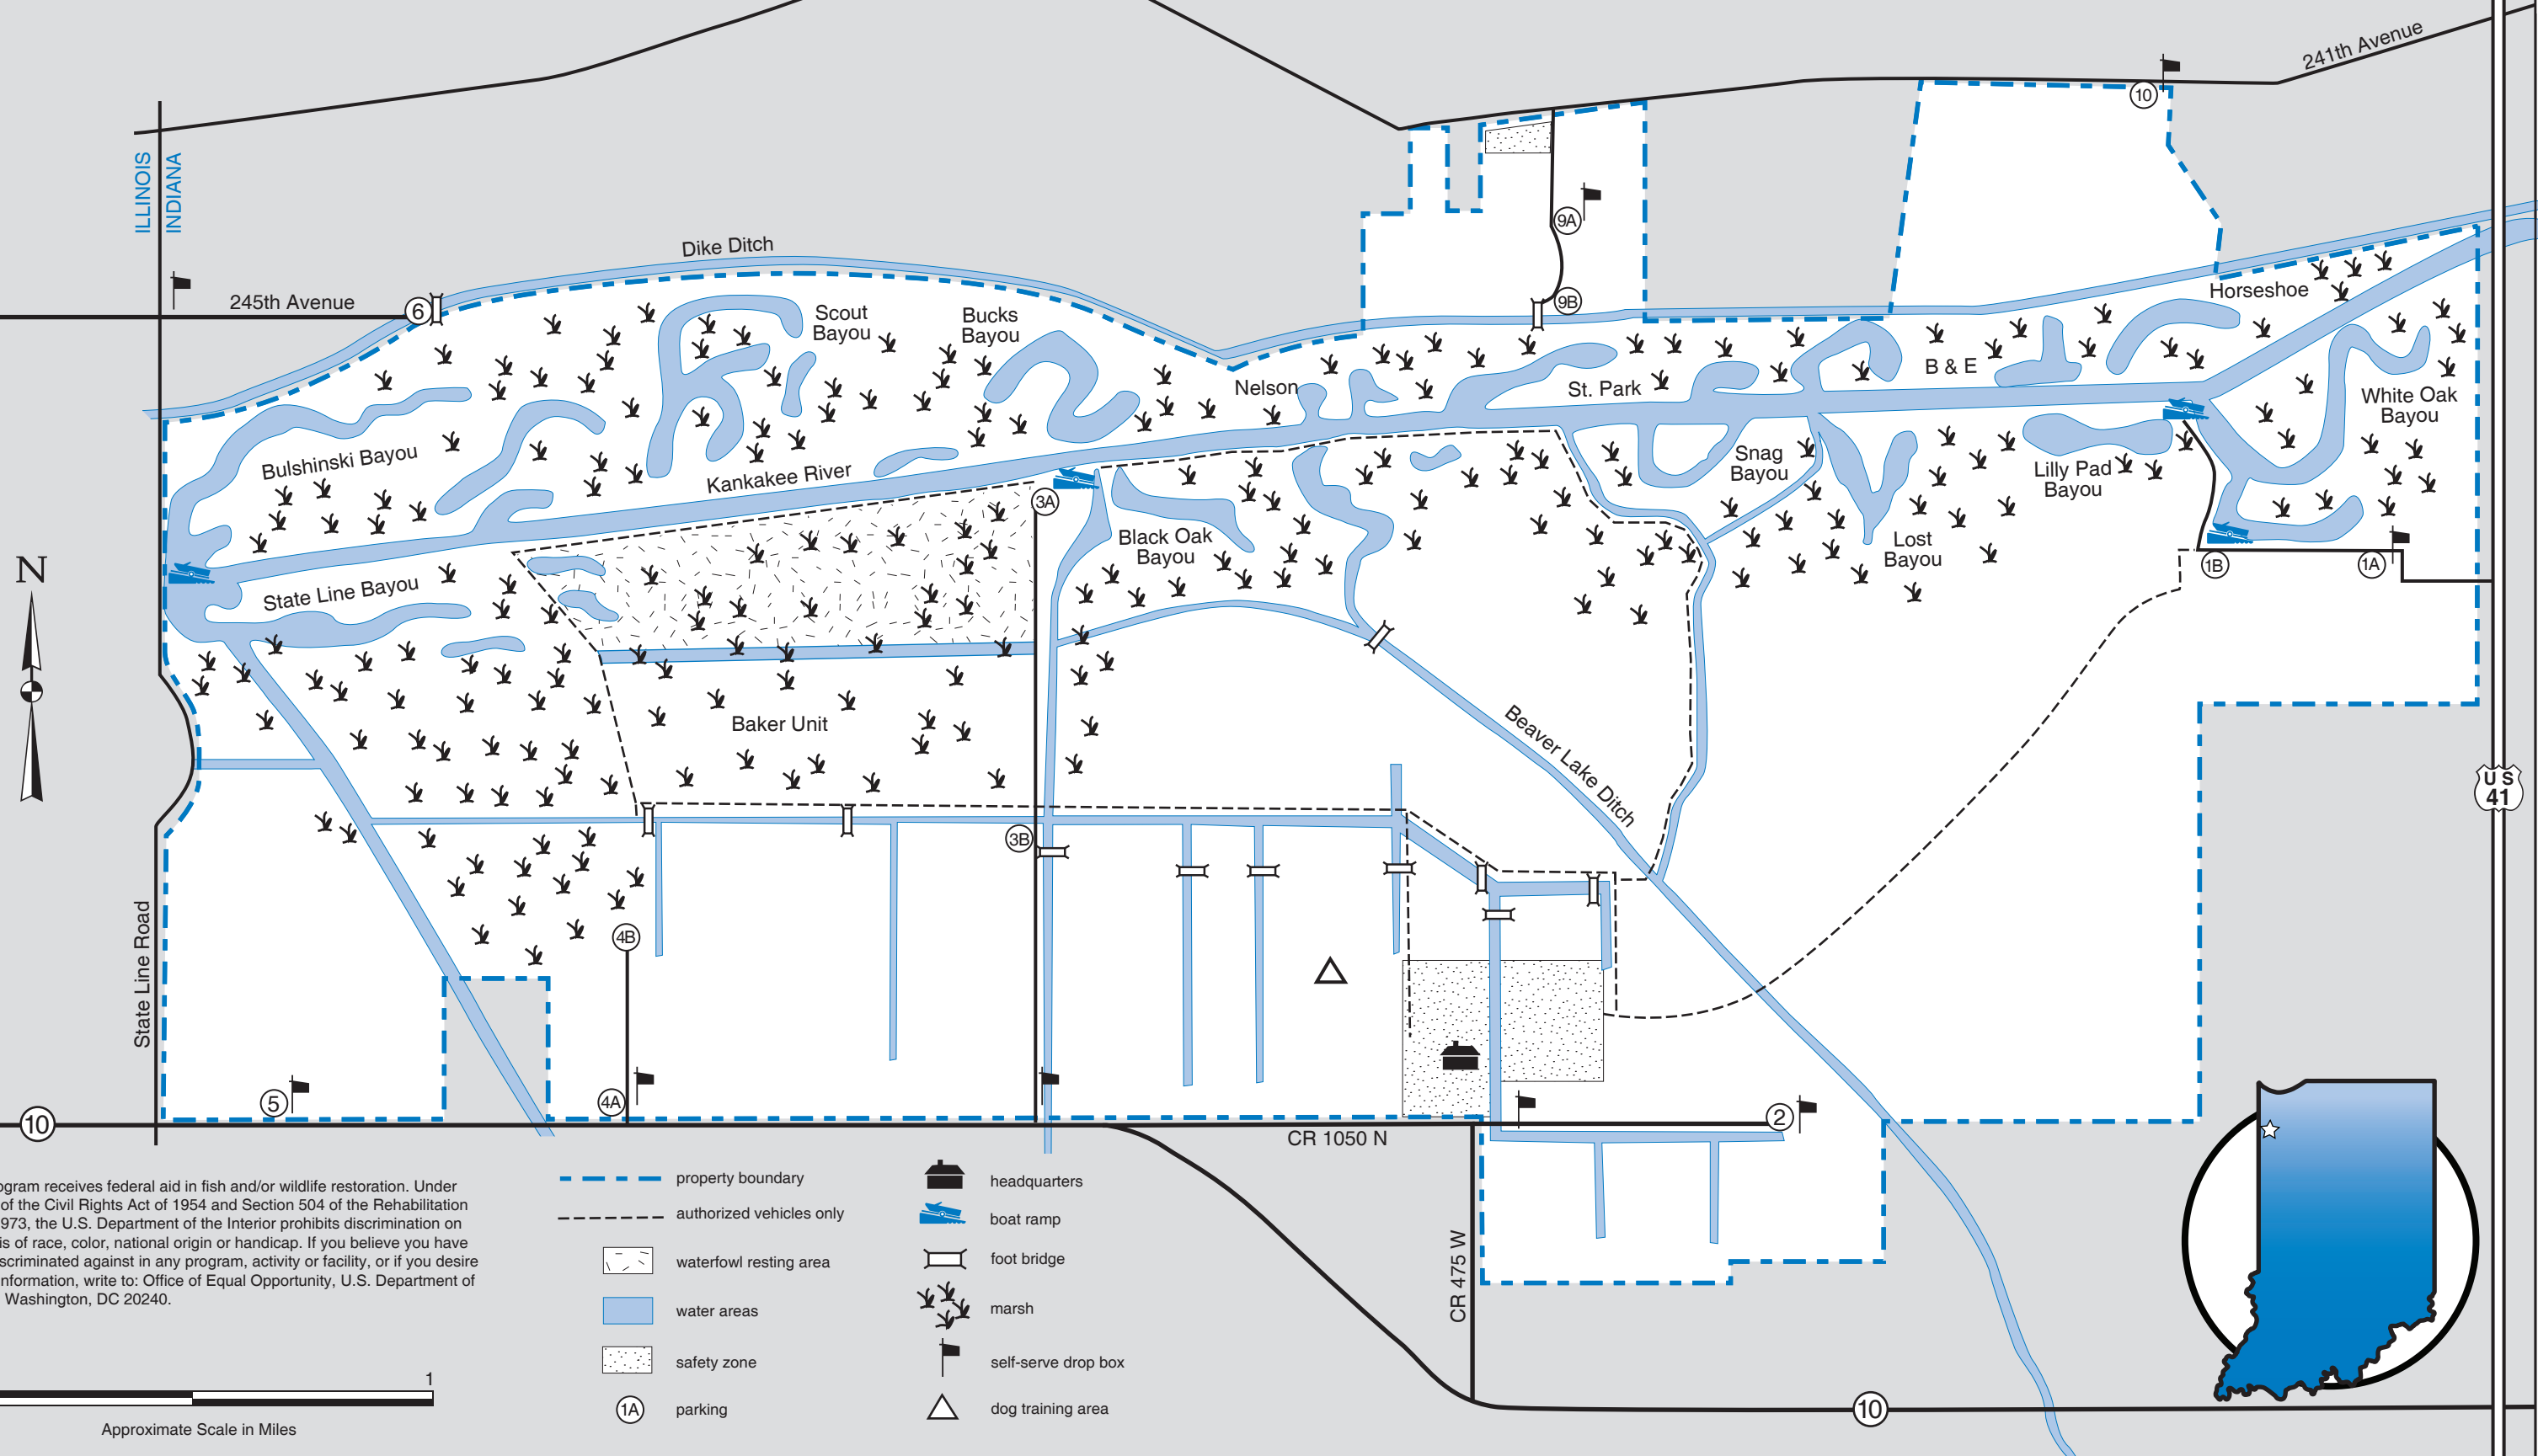 241th Avenue
10
ILLINOIS
INDIANA
9A
Dike Ditch
245th Avenue
6
9B
Horseshoe
Scout
Bayou
Bucks
Bayou
Nelson
St. Park
B & E
White Oak
Bayou
Bulshinski Bayou
Kankakee River
Snag
Bayou
Lilly Pad
Bayou
3A
Black Oak
Bayou
Lost
Bayou
1B
1A
N
State Line Bayou
Baker Unit
Beaver Lake Ditch
US
41
3B
State Line Road
4B
5
4A
2
10
CR 1050 N
CR 475 W
10
ogram receives federal aid in fish and/or wildlife restoration. Under
of the Civil Rights Act of 1954 and Section 504 of the Rehabilitation
973, the U.S. Department of the Interior prohibits discrimination on
is of race, color, national origin or handicap. If you believe you have
scriminated against in any program, activity or facility, or if you desire
nformation, write to: Office of Equal Opportunity, U.S. Department of
Washington, DC 20240.
1
Approximate Scale in Miles
property boundary
authorized vehicles only
waterfowl resting area
water areas
safety zone
1A
parking
headquarters
boat ramp
foot bridge
marsh
self-serve drop box
dog training area